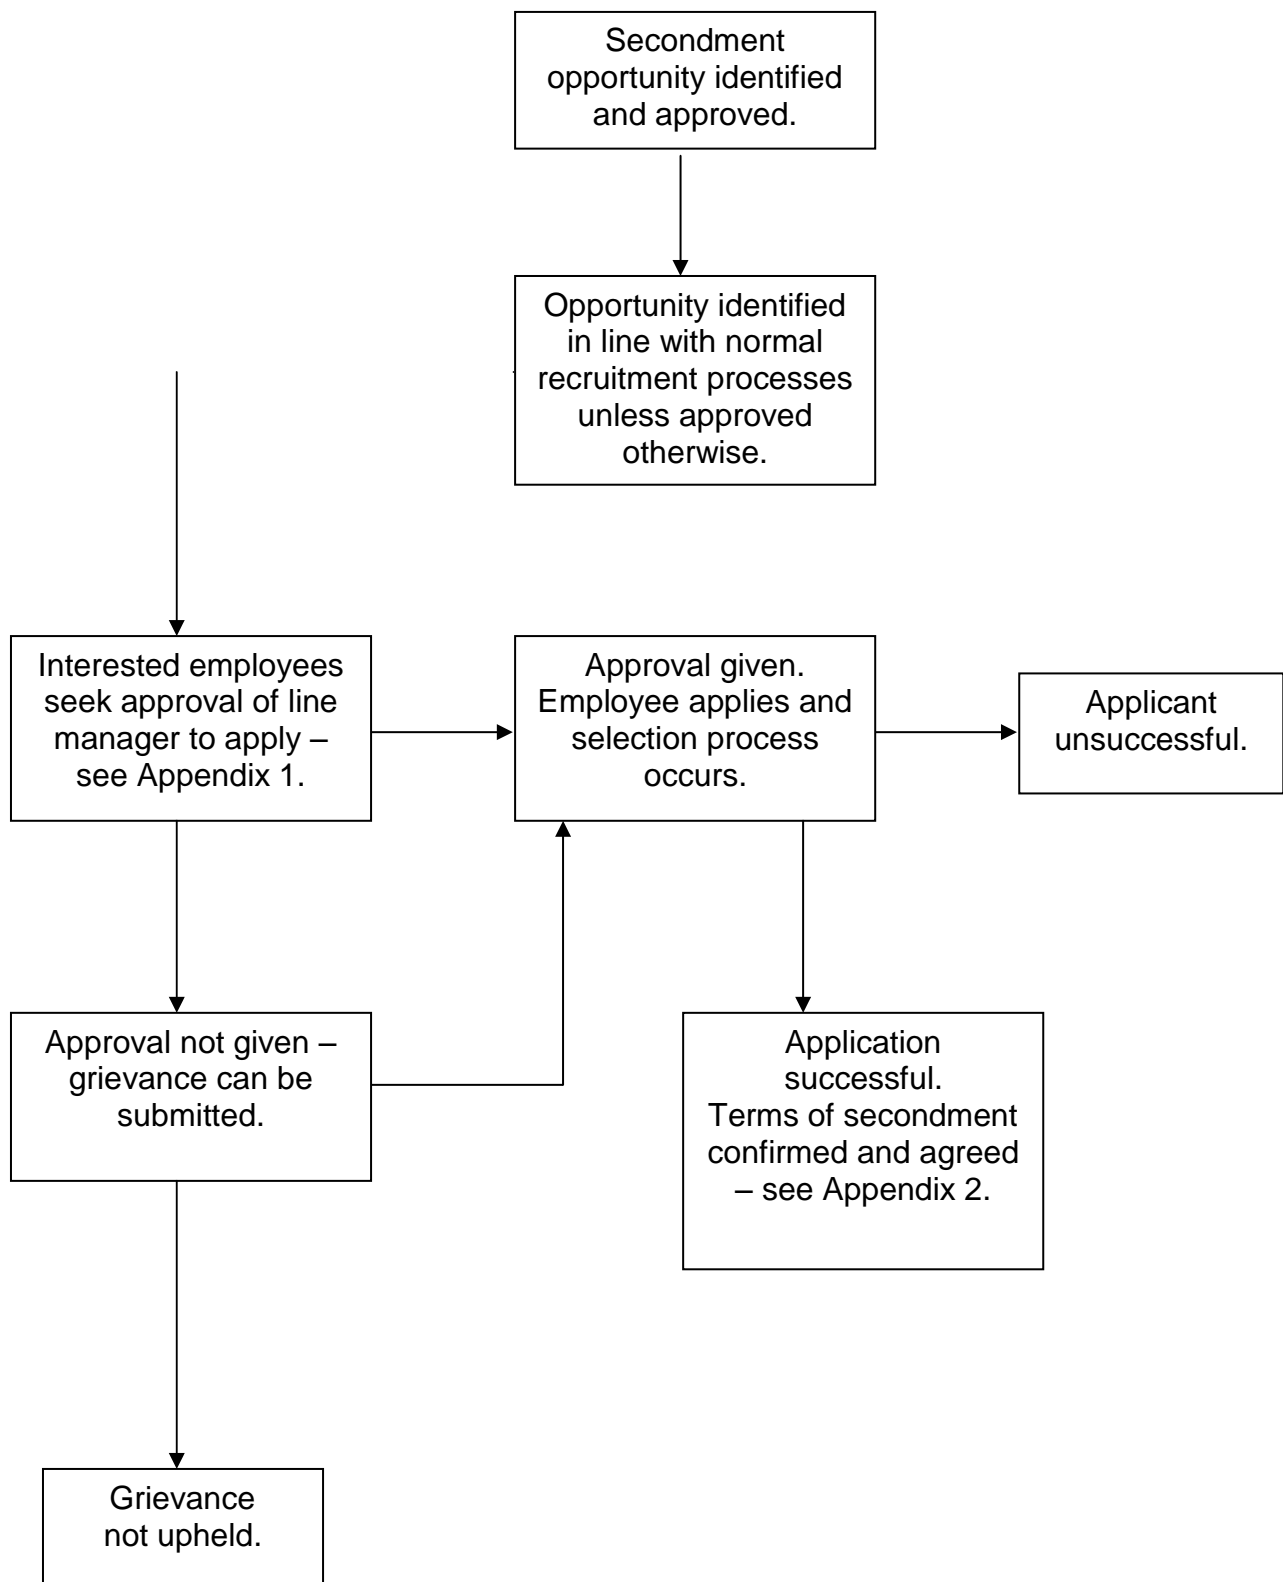 Secondment
opportunity identified
and approved.
Opportunity identified
in line with normal
recruitment processes
unless approved
otherwise.
Interested employees
seek approval of line
manager to apply –
see Appendix 1.
Approval given.
Employee applies and
selection process
occurs.
Applicant
unsuccessful.
Approval not given –
grievance can be
submitted.
Application
successful.
Terms of secondment
confirmed and agreed
– see Appendix 2.
Grievance
not upheld.